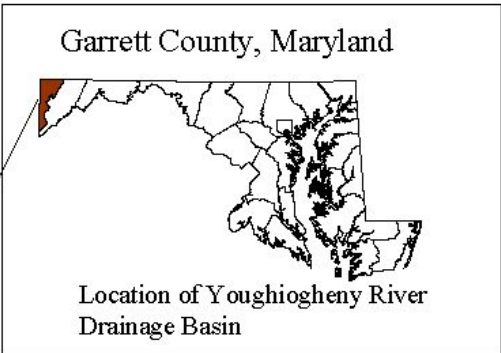 Garrett County, Maryland
Location of Youghiogheny River
Drainage Basin